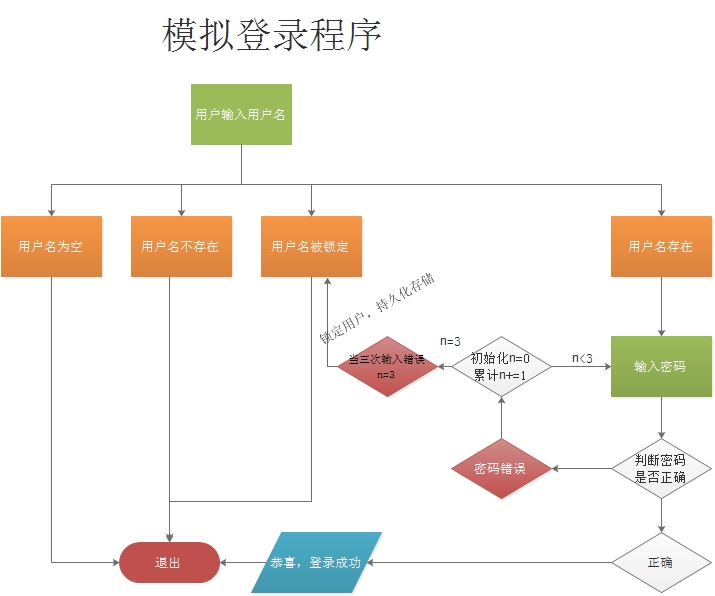 模拟登录程序
用户输入用户名
用户名为空
用户名不存在
用户名被锁定
用户名存在
锁定用户，持久化存储
当三次输入错误
n=3
n=3
初始化n=0
累计n+=1
n<3
输入密码
密码错误
判断密码
是否正确
退出
恭喜，登录成功
正确